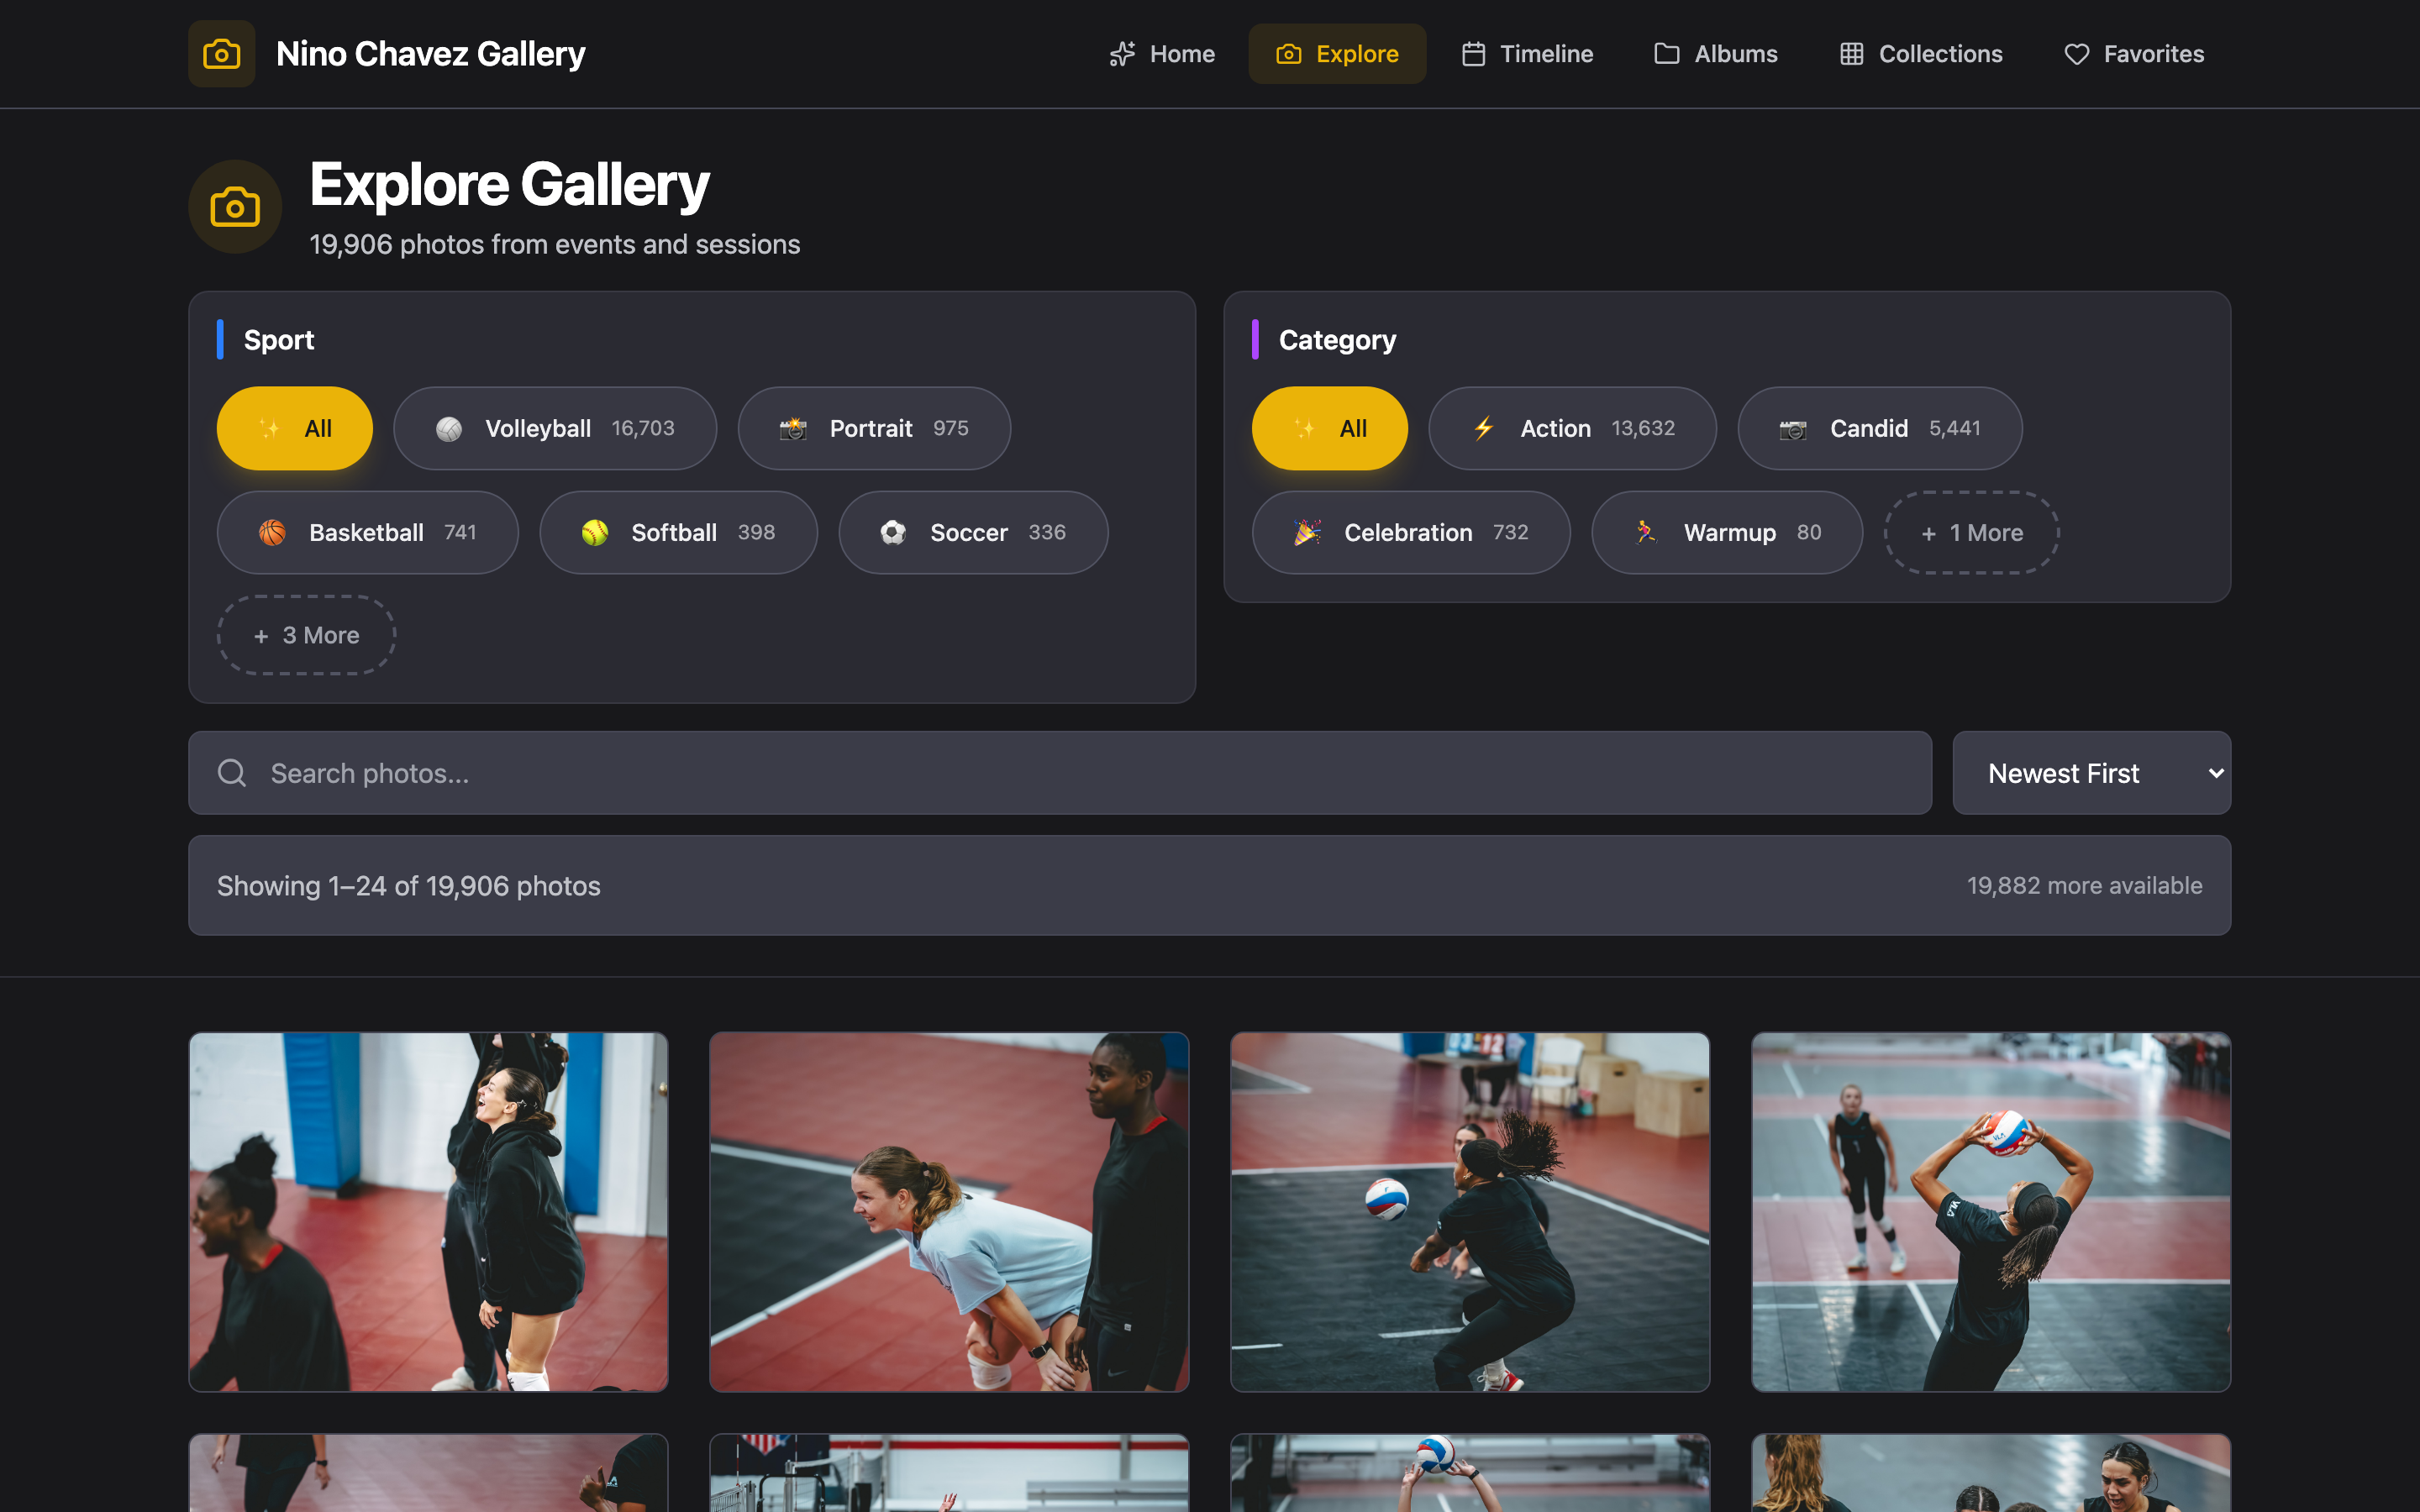 Nino Chavez Gallery
Home
Explore
Timeline
Albums
Collections
Favorites
Explore Gallery
19,906 photos from events and sessions
Sport
All
Volleyball 16,703
Portrait 975
Basketball 741
Softball 398
Soccer 336
+ 3 More
Category
All
Action 13,632
Candid 5,441
Celebration 732
Warmup 80
+ 1 More
Search photos...
Newest First
Showing 1–24 of 19,906 photos
19,882 more available